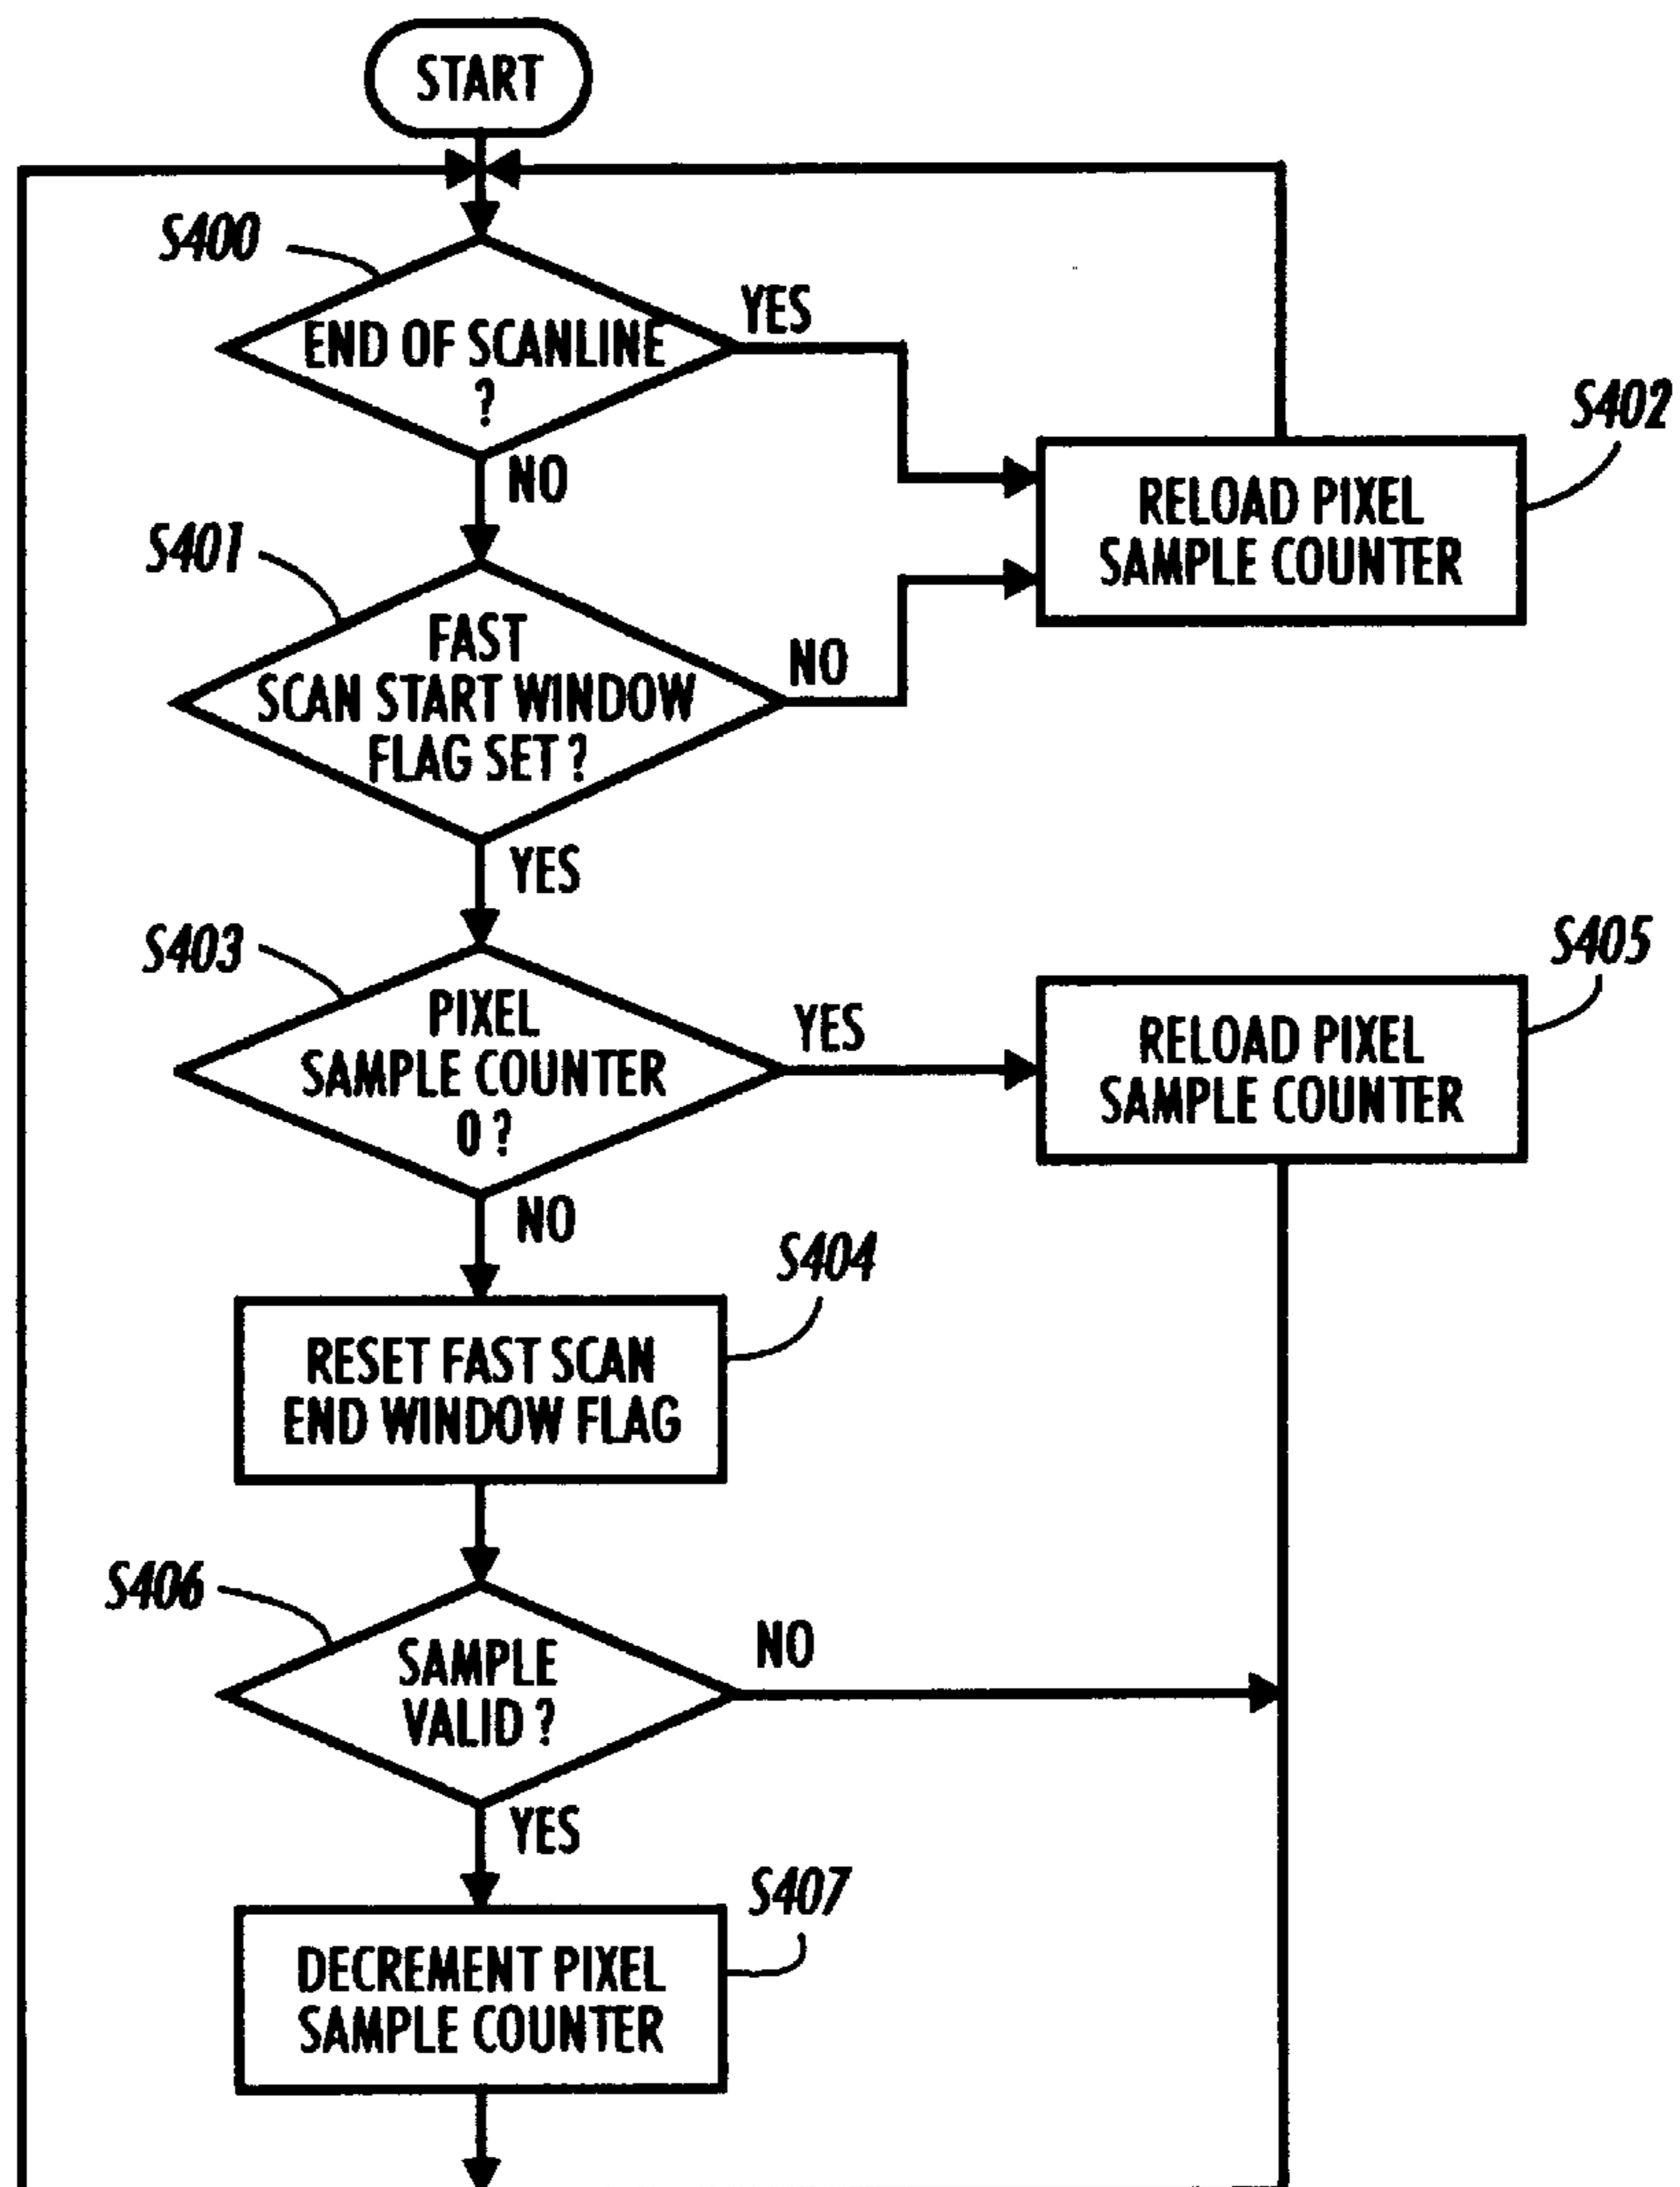 START
S400
END OF SCANLINE
?
YES
NO
S402
RELOAD PIXEL
SAMPLE COUNTER
S401
FAST
SCAN START WINDOW
FLAG SET ?
NO
YES
S403
PIXEL
SAMPLE COUNTER
0 ?
YES
NO
S405
RELOAD PIXEL
SAMPLE COUNTER
S404
RESET FAST SCAN
END WINDOW FLAG
S406
SAMPLE
VALID ?
NO
YES
S407
DECREMENT PIXEL
SAMPLE COUNTER